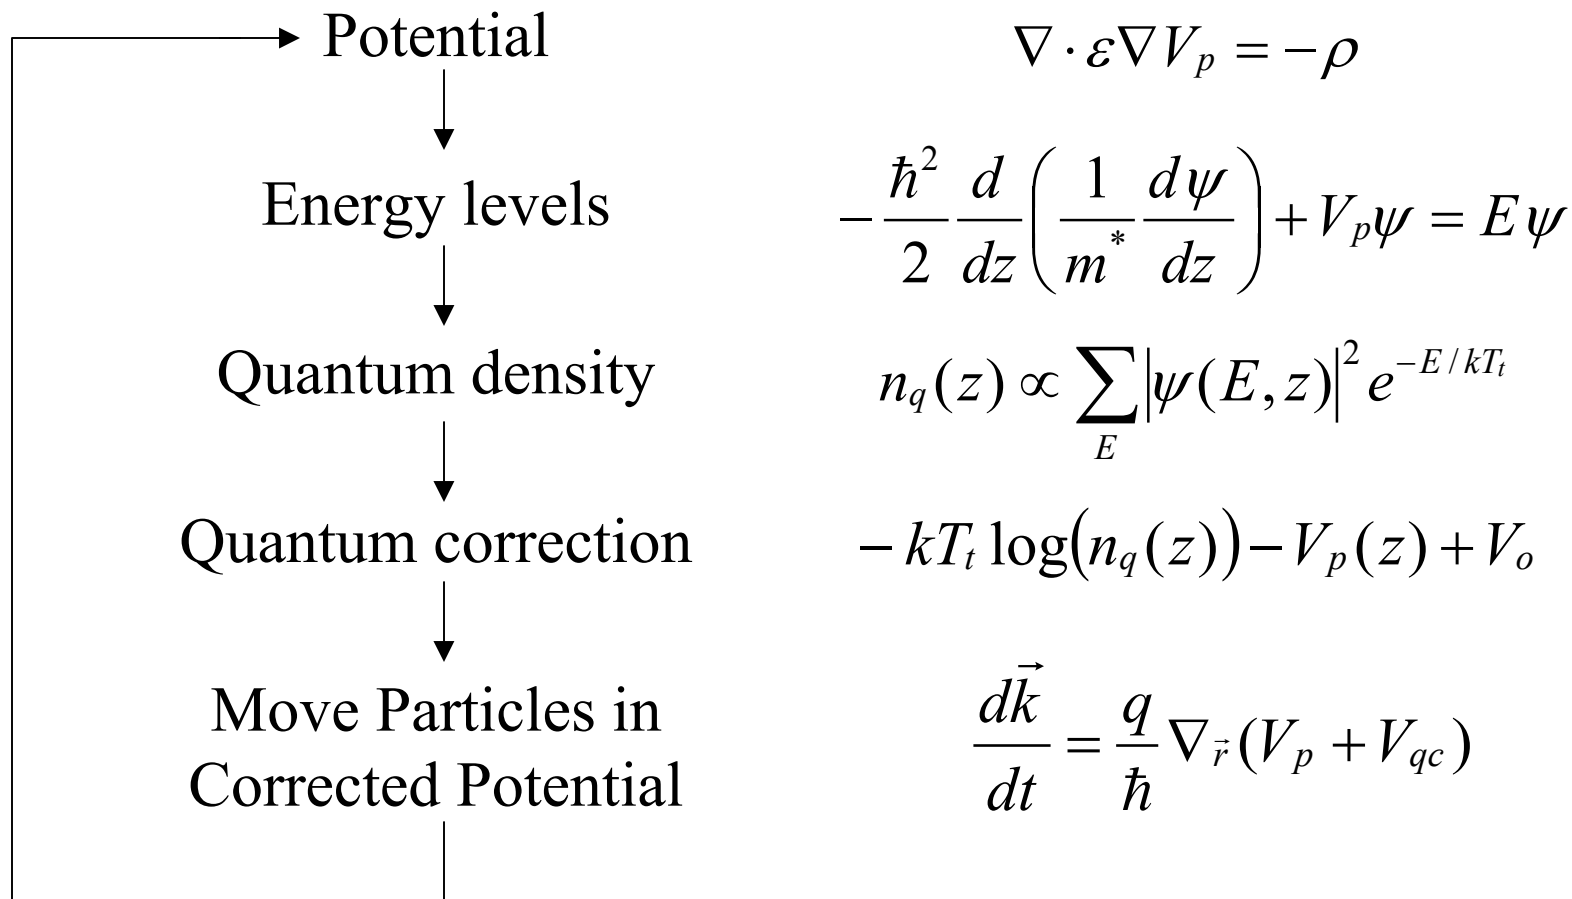 Potential ∇ · ε∇V_p = −ρ
Energy levels −ħ²/2 d/dz (1/m* dψ/dz) + V_pψ = Eψ
Quantum density n_q(z) ∝ ∑_E |ψ(E,z)|² e^{−E/kT_t}
Quantum correction −kT_t log(n_q(z)) − V_p(z) + V_o
Move Particles in
Corrected Potential dk⃗/dt = q/ħ ∇_r⃗ (V_p + V_qc)